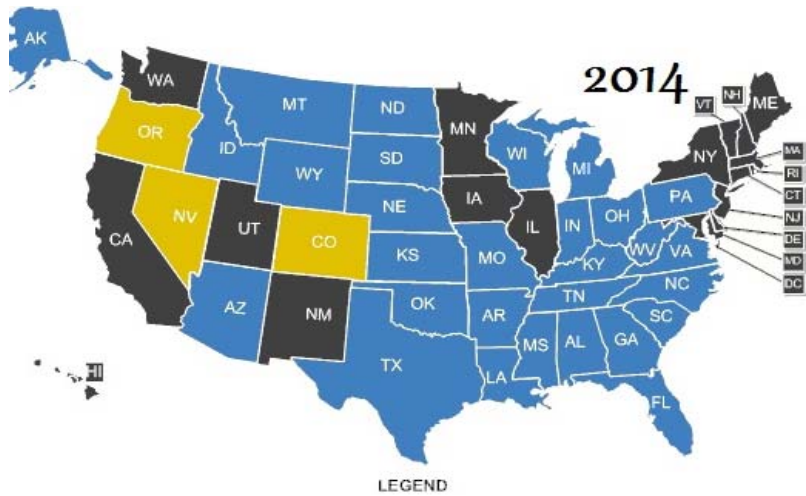 AK
WA
MT
ND
MN
2014
VT
NH
ME
OR
ID
SD
WI
MI
NY
MA
RI
CT
NJ
DE
MD
DC
WY
IA
PA
NV
NE
IL
IN
OH
CA
UT
CO
KS
MO
KY
WV
VA
AZ
NM
OK
AR
TN
NC
SC
TX
LA
MS
AL
GA
FL
HI
LEGEND